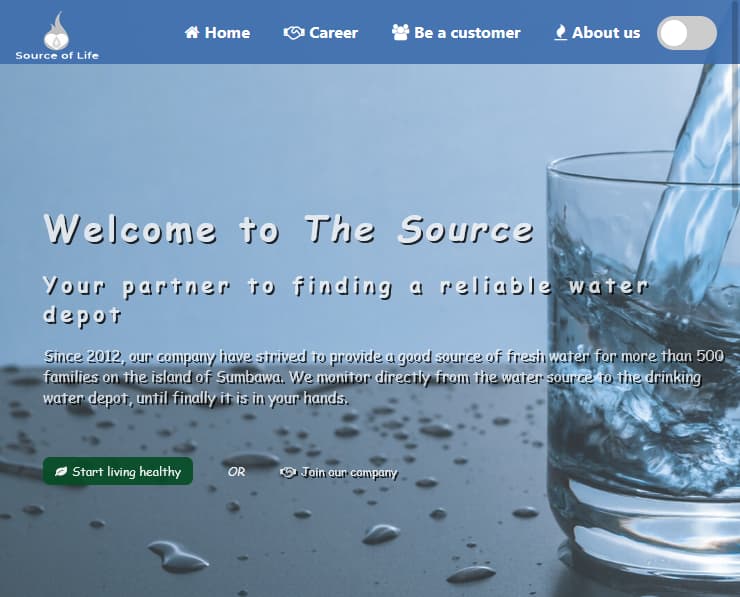 Source of Life
Home
Career
Be a customer
About us
Welcome to The Source
Your partner to finding a reliable water
depot
Since 2012, our company have strived to provide a good source of fresh water for more than 500
families on the island of Sumbawa. We monitor directly from the water source to the drinking
water depot, until finally it is in your hands.
Start living healthy
OR
Join our company